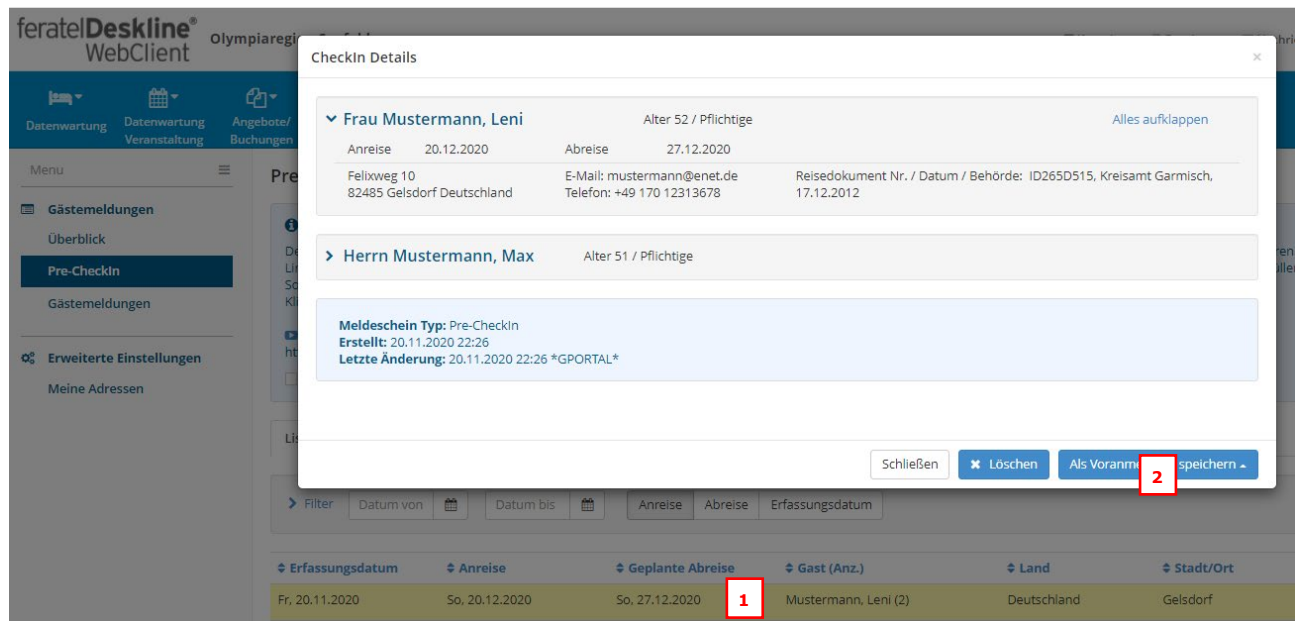 feratelDeskline®
WebClient
Olympiaregi
CheckIn Details
×
Datenwartung
Datenwartung
Veranstaltung
Angebote/
Buchungen
Menu
Gästemeldungen
Überblick
Pre-CheckIn
Gästemeldungen
Erweiterte Einstellungen
Meine Adressen
Pre
Frau Mustermann, Leni
Alter 52 / Pflichtige
Alles aufklappen
Anreise 20.12.2020 Abreise 27.12.2020
Felixweg 10
82485 Gelsdorf Deutschland
E-Mail: mustermann@enet.de
Telefon: +49 170 12313678
Reisedokument Nr. / Datum / Behörde: ID265D515, Kreisamt Garmisch,
17.12.2012
Herrn Mustermann, Max
Alter 51 / Pflichtige
Meldeschein Typ: Pre-CheckIn
Erstellt: 20.11.2020 22:26
Letzte Änderung: 20.11.2020 22:26 *GPORTAL*
Schließen
Löschen
Als Voranme speichern
2
Filter
Datum von
Datum bis
Anreise
Abreise
Erfassungsdatum
Erfassungsdatum Anreise Geplante Abreise Gast (Anz.) Land Stadt/Ort
Fr, 20.11.2020 So, 20.12.2020 So, 27.12.2020 1 Mustermann, Leni (2) Deutschland Gelsdorf